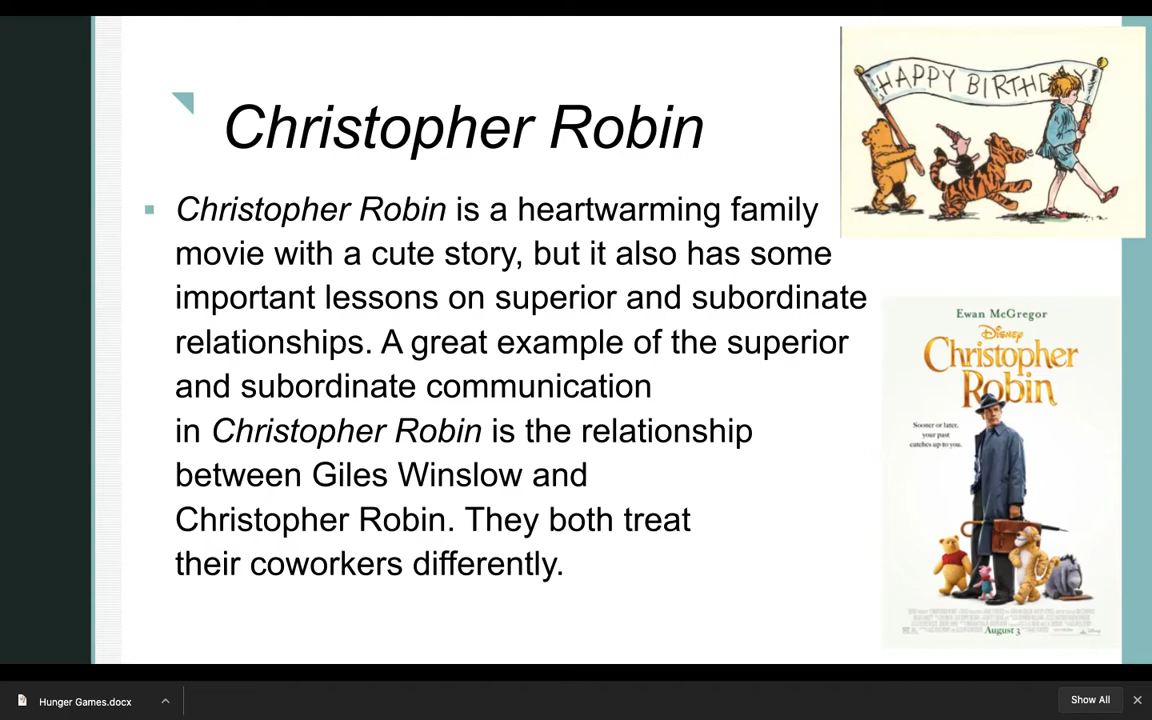 HAPPY BIRTHDAY
Christopher Robin
Christopher Robin is a heartwarming family
movie with a cute story, but it also has some
important lessons on superior and subordinate
relationships. A great example of the superior
and subordinate communication
in Christopher Robin is the relationship
between Giles Winslow and
Christopher Robin. They both treat
their coworkers differently.
Ewan McGregor
Disney
Christopher
Robin
Sooner or later,
your past
catches up to you.
August 3
Hunger Games.docx
Show All